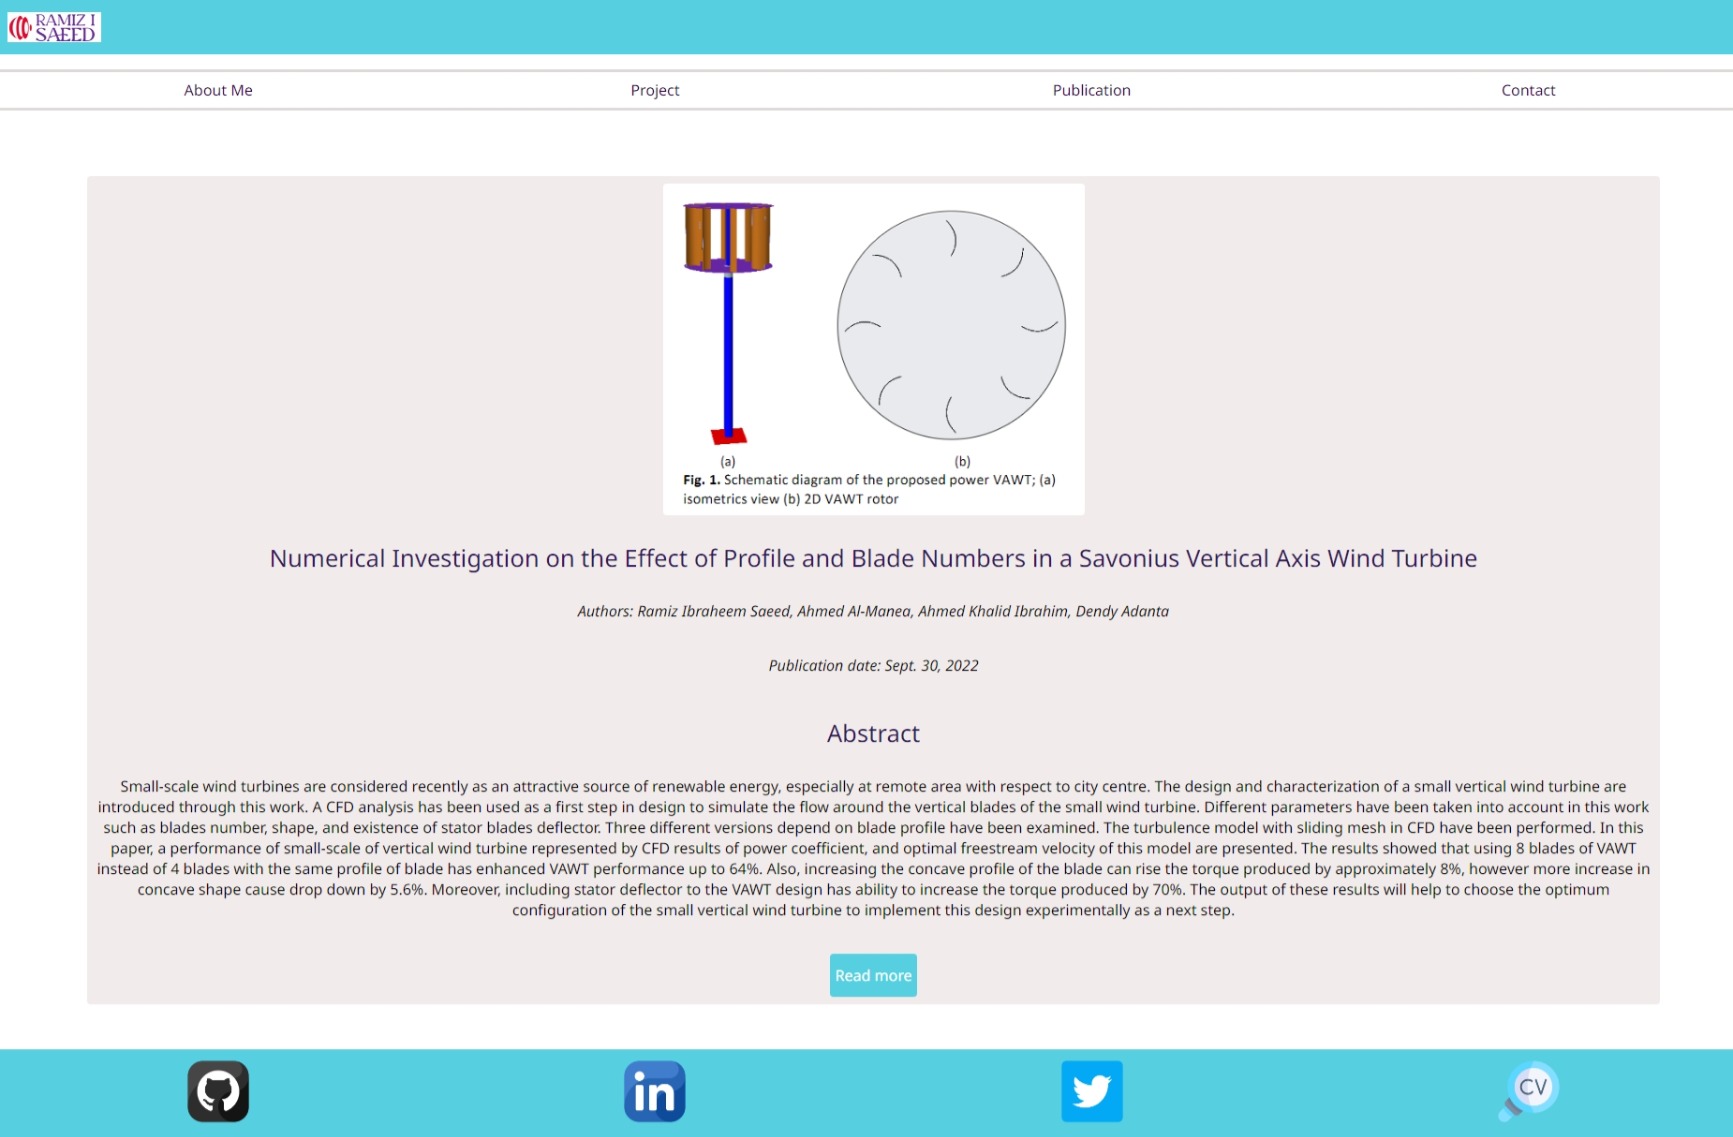 RAMIZ I
SAEED
About Me
Project
Publication
Contact
(a)
(b)
Fig. 1. Schematic diagram of the proposed power VAWT; (a)
isometrics view (b) 2D VAWT rotor
Numerical Investigation on the Effect of Profile and Blade Numbers in a Savonius Vertical Axis Wind Turbine
Authors: Ramiz Ibraheem Saeed, Ahmed Al-Manea, Ahmed Khalid Ibrahim, Dendy Adanta
Publication date: Sept. 30, 2022
Abstract
Small-scale wind turbines are considered recently as an attractive source of renewable energy, especially at remote area with respect to city centre. The design and characterization of a small vertical wind turbine are
introduced through this work. A CFD analysis has been used as a first step in design to simulate the flow around the vertical blades of the small wind turbine. Different parameters have been taken into account in this work
such as blades number, shape, and existence of stator blades deflector. Three different versions depend on blade profile have been examined. The turbulence model with sliding mesh in CFD have been performed. In this
paper, a performance of small-scale of vertical wind turbine represented by CFD results of power coefficient, and optimal freestream velocity of this model are presented. The results showed that using 8 blades of VAWT
instead of 4 blades with the same profile of blade has enhanced VAWT performance up to 64%. Also, increasing the concave profile of the blade can rise the torque produced by approximately 8%, however more increase in
concave shape cause drop down by 5.6%. Moreover, including stator deflector to the VAWT design has ability to increase the torque produced by 70%. The output of these results will help to choose the optimum
configuration of the small vertical wind turbine to implement this design experimentally as a next step.
Read more
in
CV